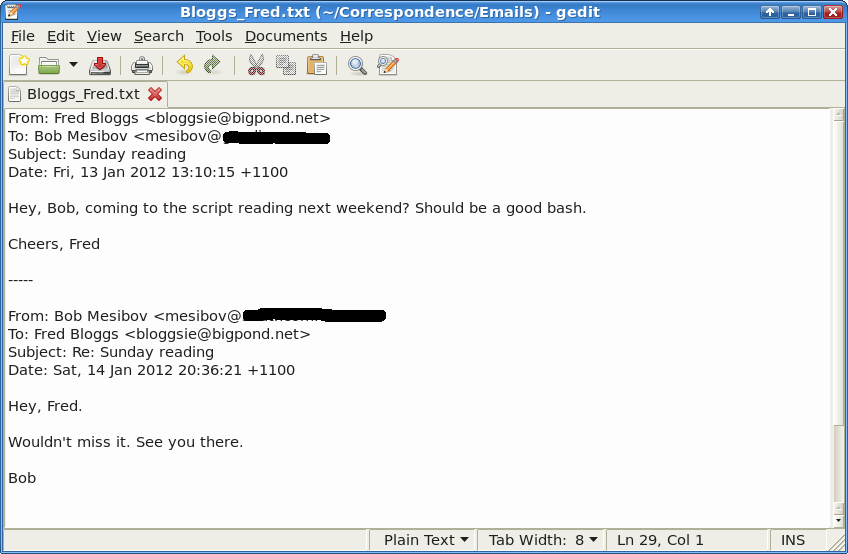 Bloggs_Fred.txt (~/Correspondence/Emails) - gedit
File Edit View Search Tools Documents Help
Bloggs_Fred.txt
From: Fred Bloggs <bloggsie@bigpond.net>
To: Bob Mesibov <mesibov@
Subject: Sunday reading
Date: Fri, 13 Jan 2012 13:10:15 +1100
Hey, Bob, coming to the script reading next weekend? Should be a good bash.
Cheers, Fred
-----
From: Bob Mesibov <mesibov@
To: Fred Bloggs <bloggsie@bigpond.net>
Subject: Re: Sunday reading
Date: Sat, 14 Jan 2012 20:36:21 +1100
Hey, Fred.
Wouldn't miss it. See you there.
Bob
Plain Text Tab Width: 8 Ln 29, Col 1 INS